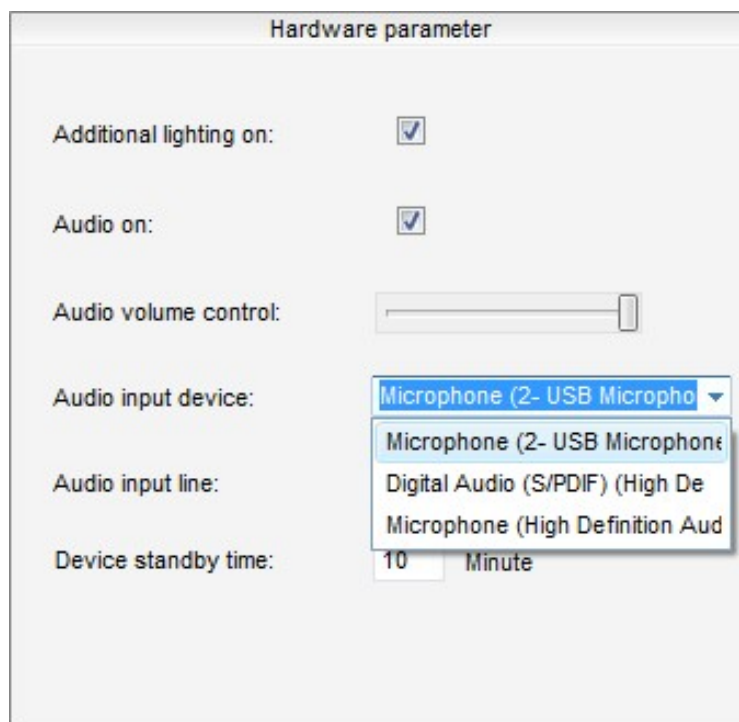 Hardware parameter
Additional lighting on:
Audio on:
Audio volume control:
Audio input device:
Microphone (2- USB Micropho
Microphone (2- USB Microphone
Digital Audio (S/PDIF) (High De
Microphone (High Definition Aud
Audio input line:
Device standby time:
10 Minute